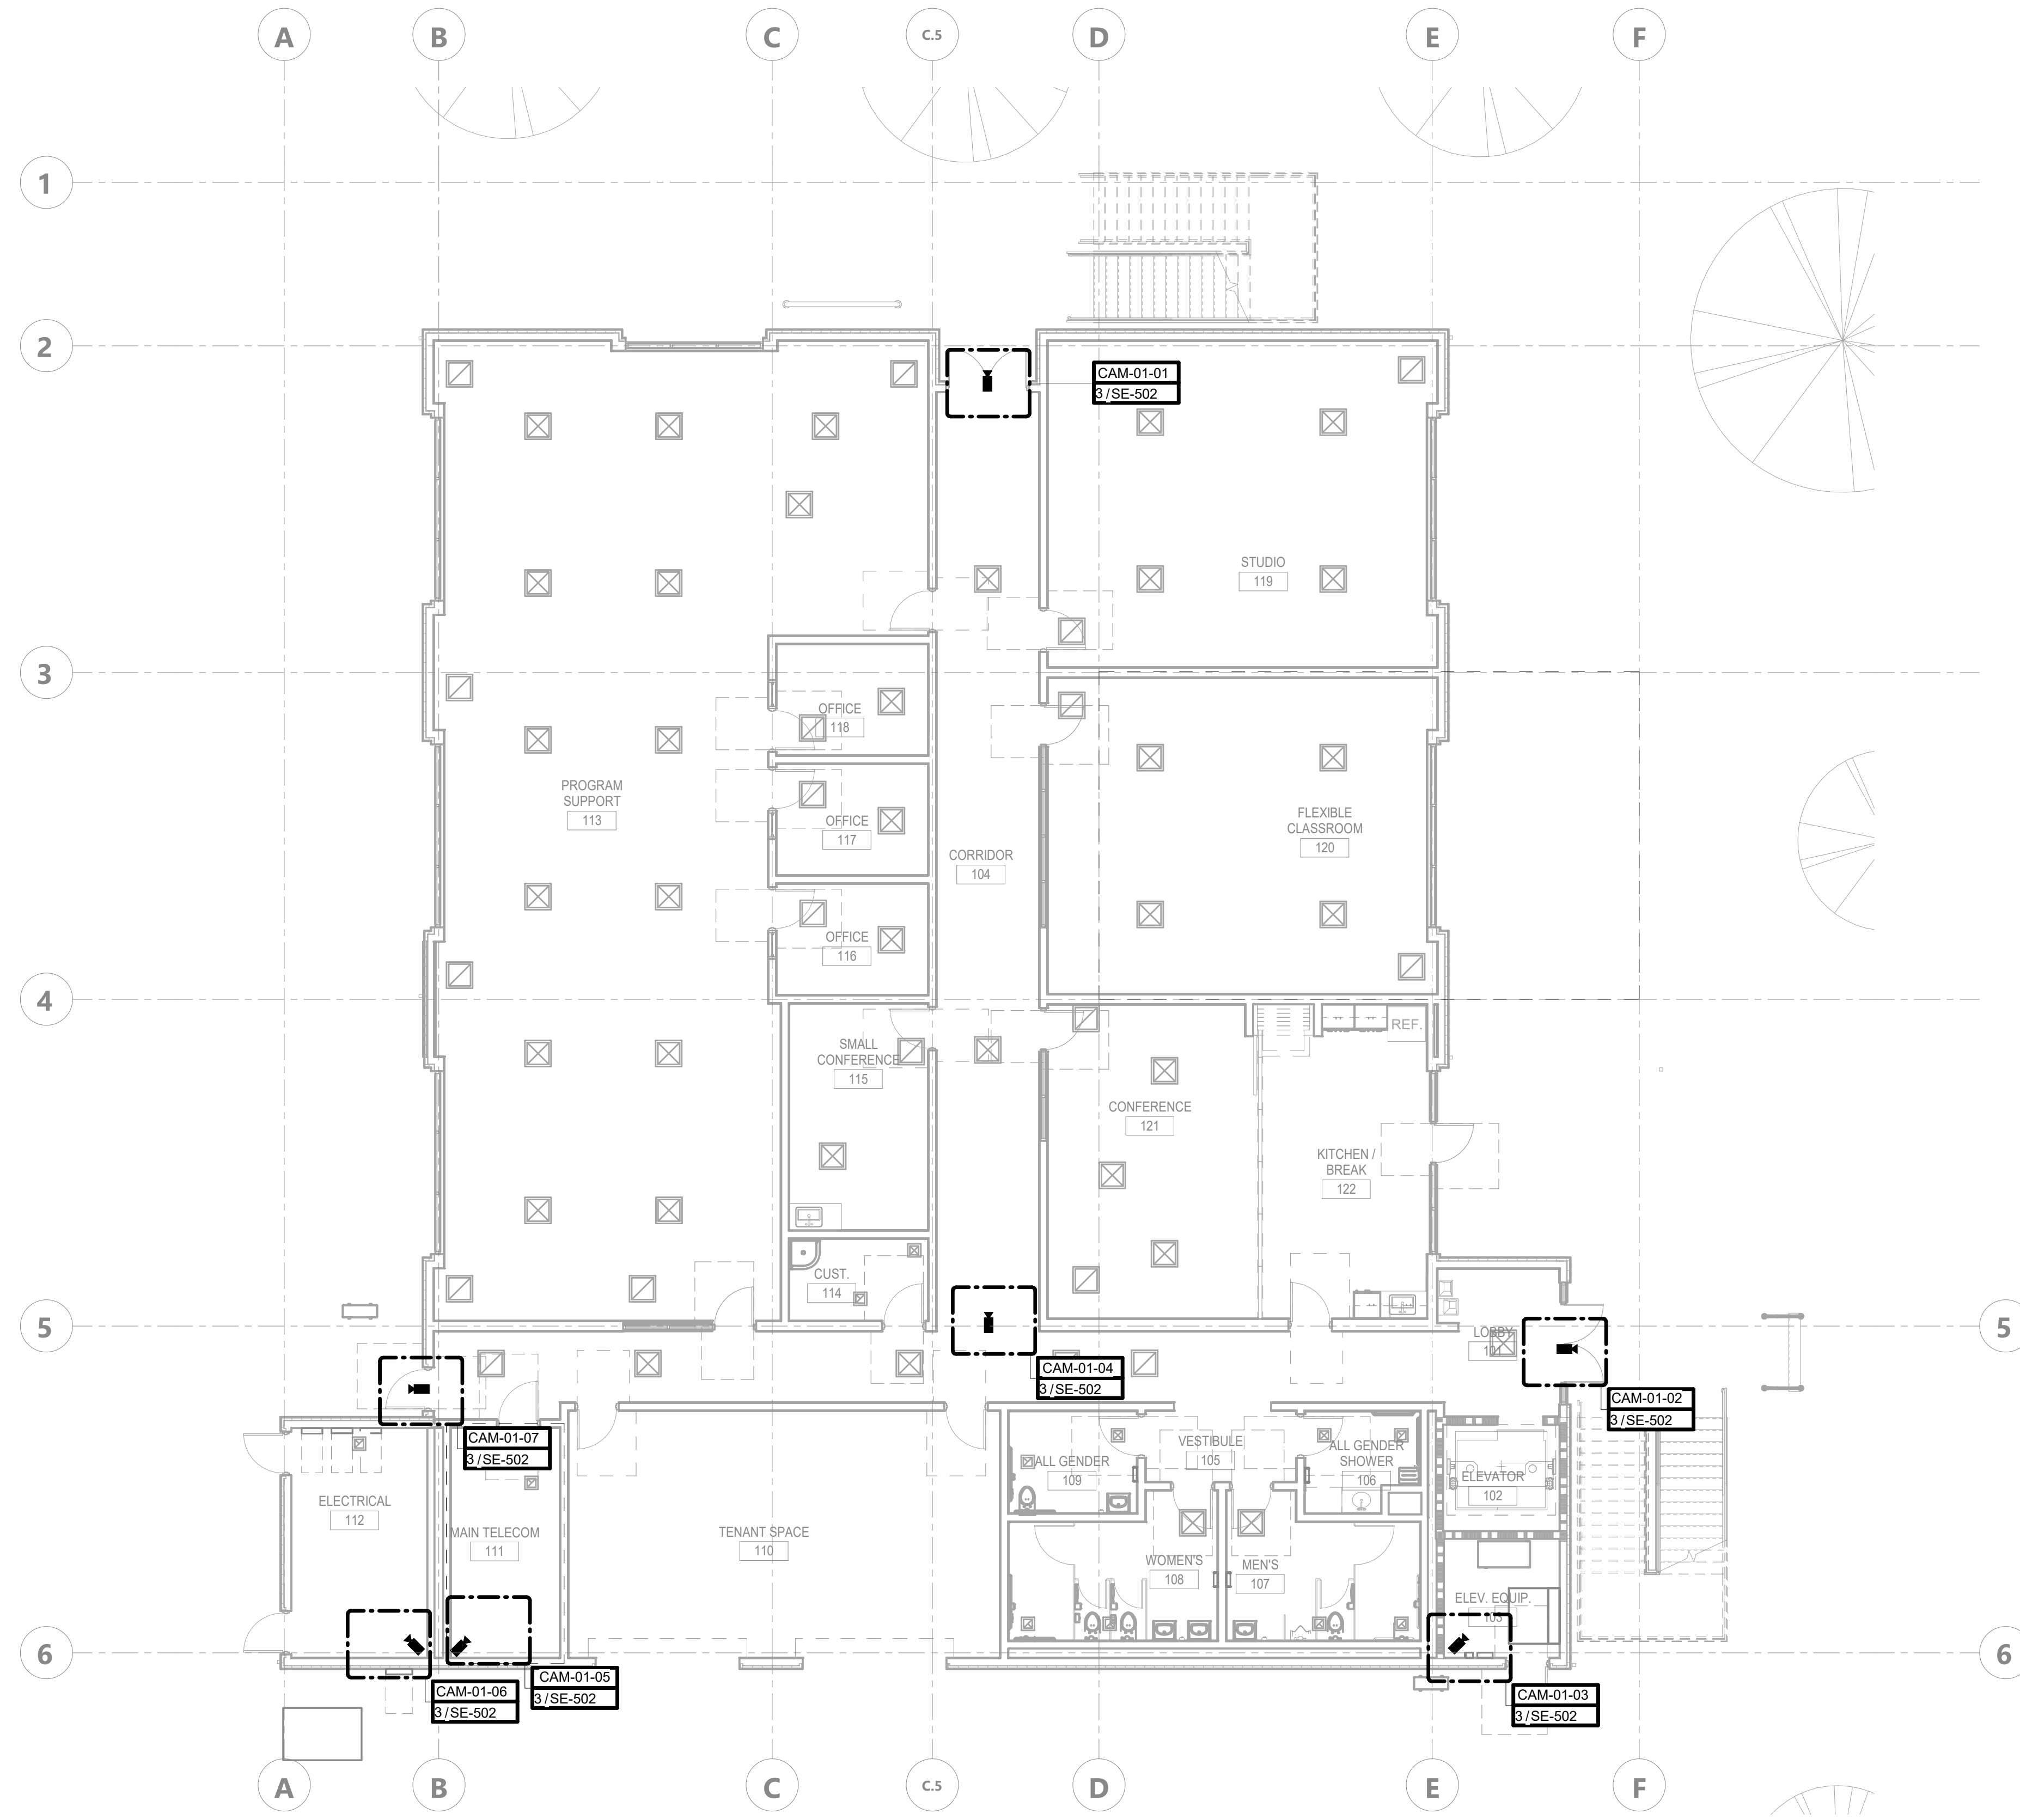 A
B
C
C.5
D
E
F
1
2
CAM-01-01
3/SE-502
STUDIO
119
3
OFFICE
118
PROGRAM
SUPPORT
113
OFFICE
117
FLEXIBLE
CLASSROOM
120
CORRIDOR
104
OFFICE
116
4
REF.
SMALL
CONFERENCE
115
CONFERENCE
121
KITCHEN /
BREAK
122
CUST.
114
5
5
LOBBY
101
CAM-01-04
3/SE-502
CAM-01-02
3/SE-502
CAM-01-07
3/SE-502
VESTIBULE
105
ALL GENDER
109
ALL GENDER
SHOWER
106
ELEVATOR
102
ELECTRICAL
112
MAIN TELECOM
111
TENANT SPACE
110
WOMEN'S
108
MEN'S
107
ELEV. EQUIP.
103
6
6
CAM-01-05
3/SE-502
CAM-01-06
3/SE-502
CAM-01-03
3/SE-502
A
B
C
C.5
D
E
F